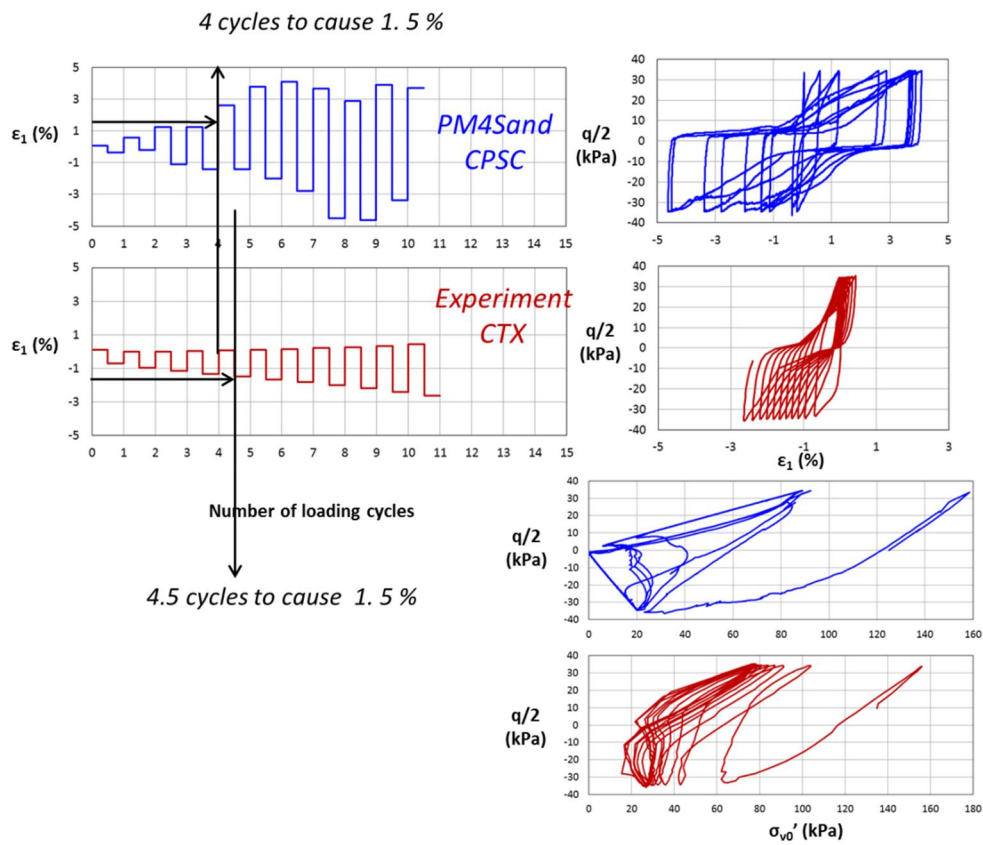 4 cycles to cause 1. 5 %
5
3
1
-1
-3
-5
ε₁ (%)
PM4Sand
CPSC
0 1 2 3 4 5 6 7 8 9 10 11 12 13 14 15
40
30
20
10
0
-10
-20
-30
-40
q/2
(kPa)
-5 -3 -1 1 3 5
5
3
1
-1
-3
-5
ε₁ (%)
Experiment
CTX
0 1 2 3 4 5 6 7 8 9 10 11 12 13 14 15
Number of loading cycles
4.5 cycles to cause 1. 5 %
40
30
20
10
0
-10
-20
-30
-40
q/2
(kPa)
-5 -3 -1 1 3
ε₁ (%)
40
30
20
10
0
-10
-20
-30
-40
q/2
(kPa)
0 20 40 60 80 100 120 140 160
40
30
20
10
0
-10
-20
-30
-40
q/2
(kPa)
0 20 40 60 80 100 120 140 160 180
σv0’ (kPa)